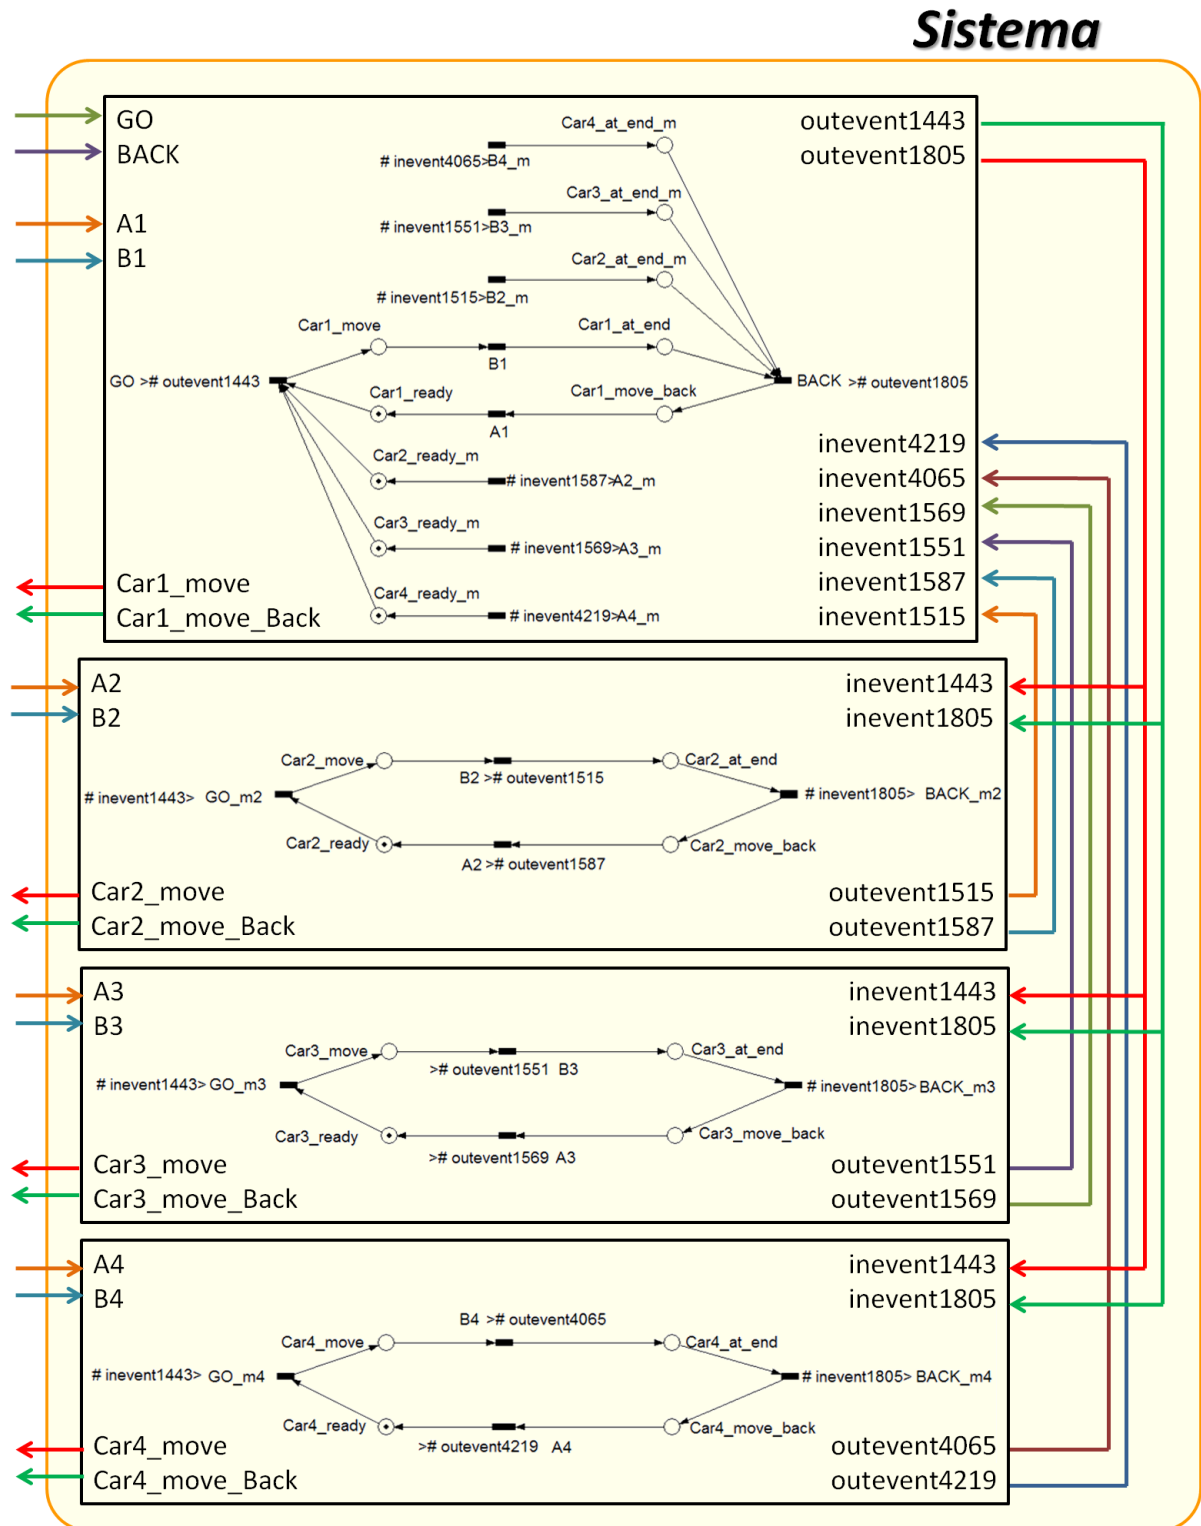 Sistema
GO
BACK
A1
B1
outevent1443
outevent1805
Car4_at_end_m
# inevent4065>B4_m
Car3_at_end_m
# inevent1551>B3_m
Car2_at_end_m
# inevent1515>B2_m
Car1_move
Car1_at_end
B1
GO ># outevent1443
BACK ># outevent1805
Car1_ready
Car1_move_back
A1
Car2_ready_m
# inevent1587>A2_m
Car3_ready_m
# inevent1569>A3_m
Car4_ready_m
# inevent4219>A4_m
inevent4219
inevent4065
inevent1569
inevent1551
inevent1587
inevent1515
Car1_move
Car1_move_Back
A2
B2
inevent1443
inevent1805
Car2_move
B2 ># outevent1515
Car2_at_end
# inevent1443> GO_m2
# inevent1805> BACK_m2
Car2_ready
A2 ># outevent1587
Car2_move_back
Car2_move
Car2_move_Back
outevent1515
outevent1587
A3
B3
inevent1443
inevent1805
Car3_move
># outevent1551 B3
Car3_at_end
# inevent1443> GO_m3
# inevent1805> BACK_m3
Car3_ready
># outevent1569 A3
Car3_move_back
Car3_move
Car3_move_Back
outevent1551
outevent1569
A4
B4
inevent1443
inevent1805
B4 ># outevent4065
Car4_move
Car4_at_end
# inevent1443> GO_m4
# inevent1805> BACK_m4
Car4_ready
># outevent4219 A4
Car4_move_back
Car4_move
Car4_move_Back
outevent4065
outevent4219